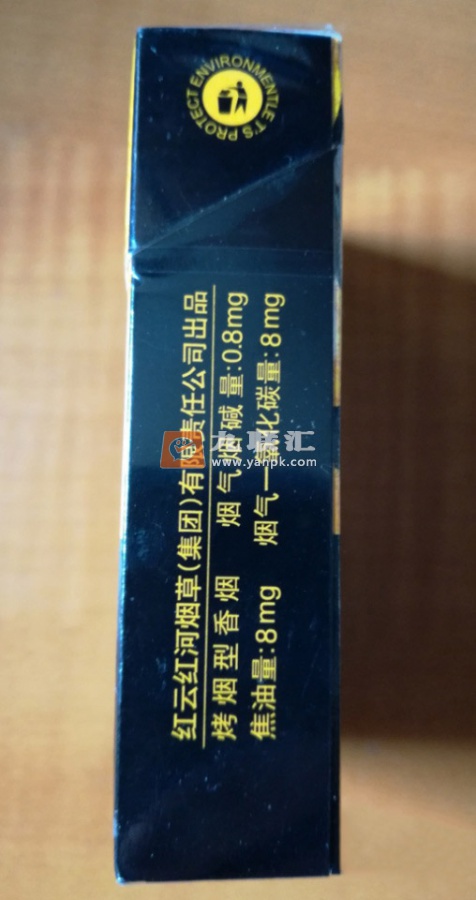 LET'S PROTECT ENVIRONMENT
红云红河烟草(集团)有限责任公司出品
烤烟型香烟 烟气烟碱量:0.8mg
焦油量:8mg 烟气一氧化碳量:8mg
九联汇
www.yanpk.com